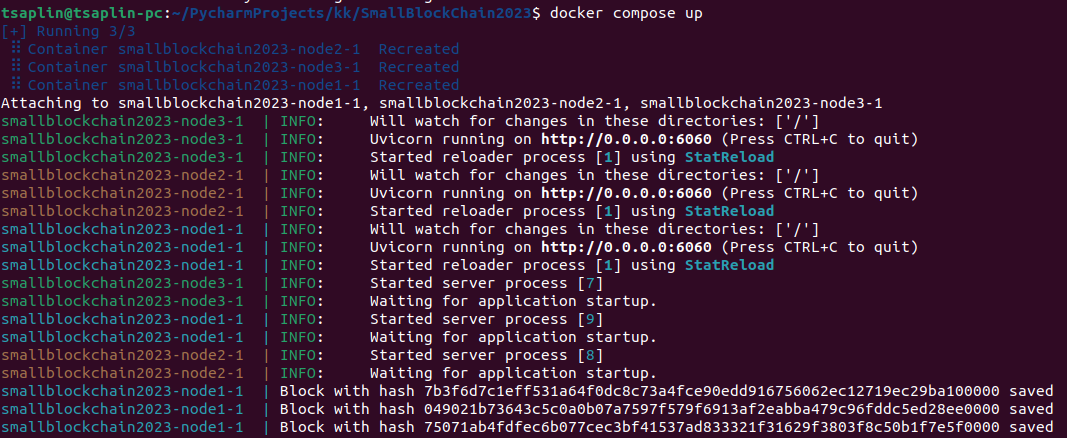 tsaplin@tsaplin-pc:~/PycharmProjects/kk/SmallBlockChain2023$ docker compose up
[+] Running 3/3
⠿ Container smallblockchain2023-node2-1  Recreated
⠿ Container smallblockchain2023-node3-1  Recreated
⠿ Container smallblockchain2023-node1-1  Recreated
Attaching to smallblockchain2023-node1-1, smallblockchain2023-node2-1, smallblockchain2023-node3-1
smallblockchain2023-node3-1  | INFO:     Will watch for changes in these directories: ['/']
smallblockchain2023-node3-1  | INFO:     Uvicorn running on http://0.0.0.0:6060 (Press CTRL+C to quit)
smallblockchain2023-node3-1  | INFO:     Started reloader process [1] using StatReload
smallblockchain2023-node2-1  | INFO:     Will watch for changes in these directories: ['/']
smallblockchain2023-node2-1  | INFO:     Uvicorn running on http://0.0.0.0:6060 (Press CTRL+C to quit)
smallblockchain2023-node2-1  | INFO:     Started reloader process [1] using StatReload
smallblockchain2023-node1-1  | INFO:     Will watch for changes in these directories: ['/']
smallblockchain2023-node1-1  | INFO:     Uvicorn running on http://0.0.0.0:6060 (Press CTRL+C to quit)
smallblockchain2023-node1-1  | INFO:     Started reloader process [1] using StatReload
smallblockchain2023-node3-1  | INFO:     Started server process [7]
smallblockchain2023-node3-1  | INFO:     Waiting for application startup.
smallblockchain2023-node1-1  | INFO:     Started server process [9]
smallblockchain2023-node1-1  | INFO:     Waiting for application startup.
smallblockchain2023-node2-1  | INFO:     Started server process [8]
smallblockchain2023-node2-1  | INFO:     Waiting for application startup.
smallblockchain2023-node1-1  | Block with hash 7b3f6d7c1eff531a64f0dc8c73a4fce90edd916756062ec12719ec29ba100000 saved
smallblockchain2023-node1-1  | Block with hash 049021b73643c5c0a0b07a7597f579f6913af2eabba479c96fddc5ed28ee0000 saved
smallblockchain2023-node1-1  | Block with hash 75071ab4fdfec6b077cec3bf41537ad833321f31629f3803f8c50b1f7e5f0000 saved